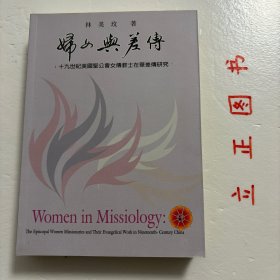 林美玫 著
婦女與差傳
·十九世紀美國聖公會女傳教士在華差傳研究·
Women in Missiology:
The Episcopal Women Missionaries and Their Evangelical Work in Nineteenth-Century China
立正图书